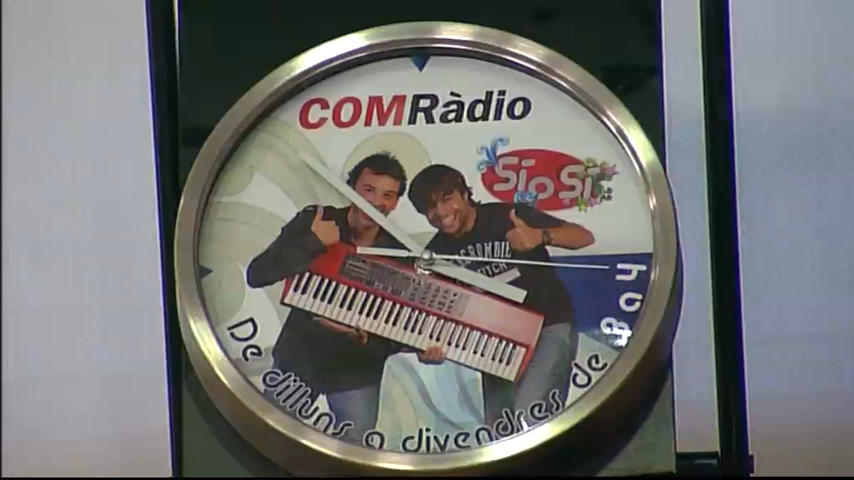 COMRàdio
Sí o Sí
De dilluns a divendres de